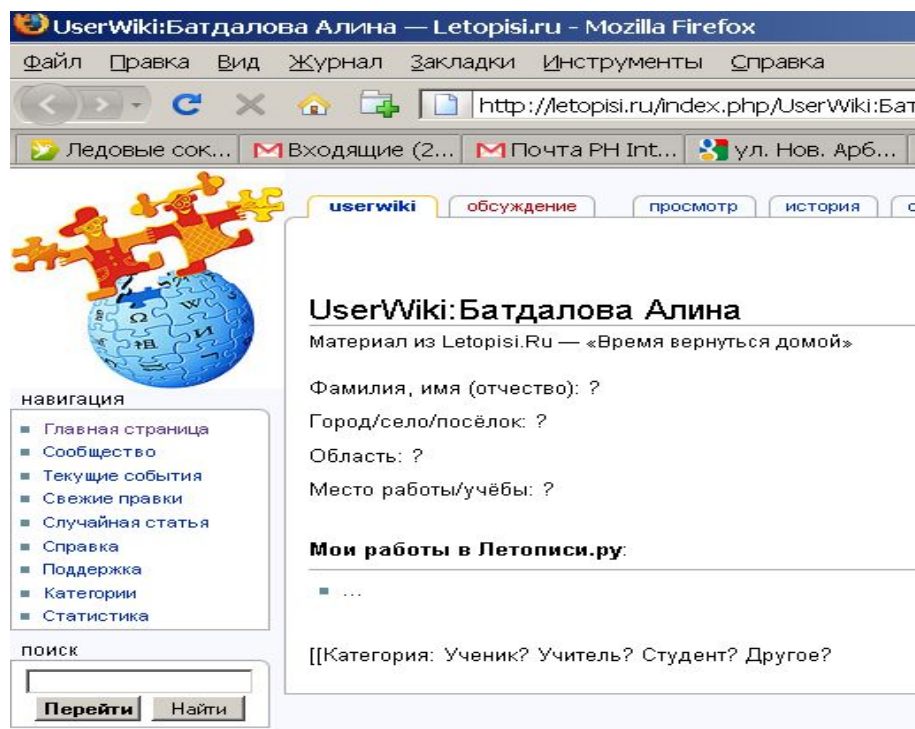 UserWiki:Батдалова Алина — Letopisi.ru - Mozilla Firefox
Файл Правка Вид Журнал Закладки Инструменты Справка
http://letopisi.ru/index.php/UserWiki:Бат
Ледовые сок... Входящие (2... Почта РН Int... ул. Нов. Арб...
userwiki обсуждение просмотр история
Ω W И
UserWiki:Батдалова Алина
Материал из Letopisi.Ru — «Время вернуться домой»
Фамилия, имя (отчество): ?
Город/село/посёлок: ?
Область: ?
Место работы/учёбы: ?
Мои работы в Летописи.ру:
...
[[Категория: Ученик? Учитель? Студент? Другое?
навигация
Главная страница
Сообщество
Текущие события
Свежие правки
Случайная статья
Справка
Поддержка
Категории
Статистика
поиск
Перейти Найти